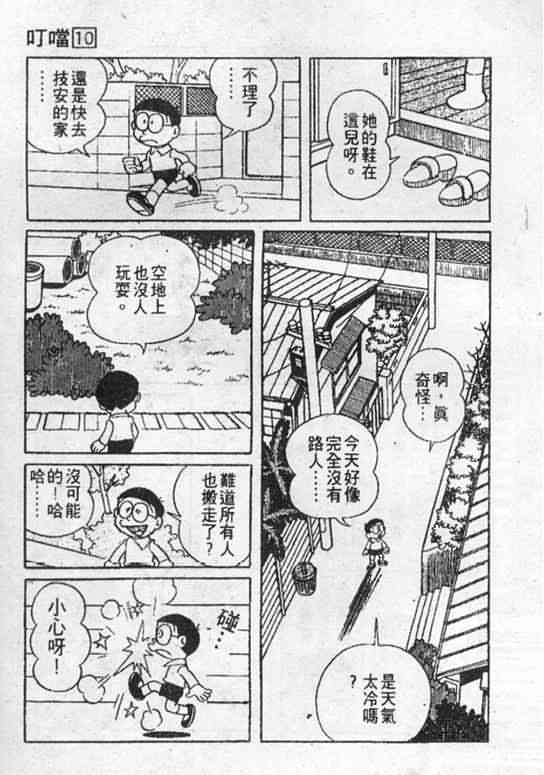 叮噹10
她的鞋在
這兒呀。
不理了
……
還是快去
技安的家
……
空地上
也沒人
玩耍。
啊，眞
奇怪…
今天好像
完全沒有
路人……
是天氣
太冷嗎
?
難道所有人
也搬走了?
沒可能
的!哈
哈……
碰…
小心呀!